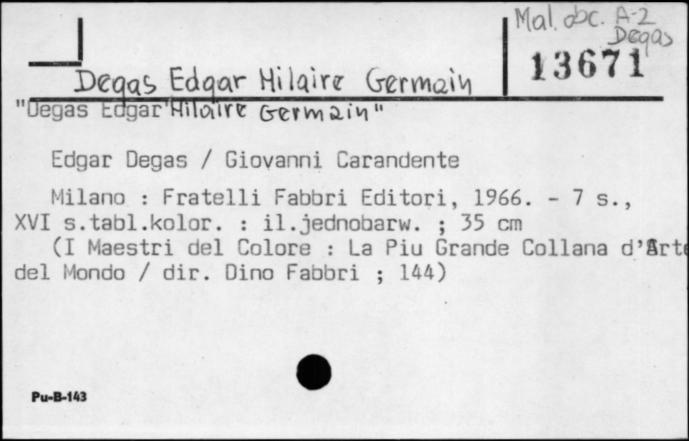 Mal. obc. A-2
Degas
13671
Degas Edgar Hilaire Germain
"Degas Edgar Hilaire Germain"
Edgar Degas / Giovanni Carandente
Milano : Fratelli Fabbri Editori, 1966. - 7 s.,
XVI s.tabl.kolor. : il.jednobarw. ; 35 cm
(I Maestri del Colore : La Piu Grande Collana d'Arte
del Mondo / dir. Dino Fabbri ; 144)
Pu-B-143